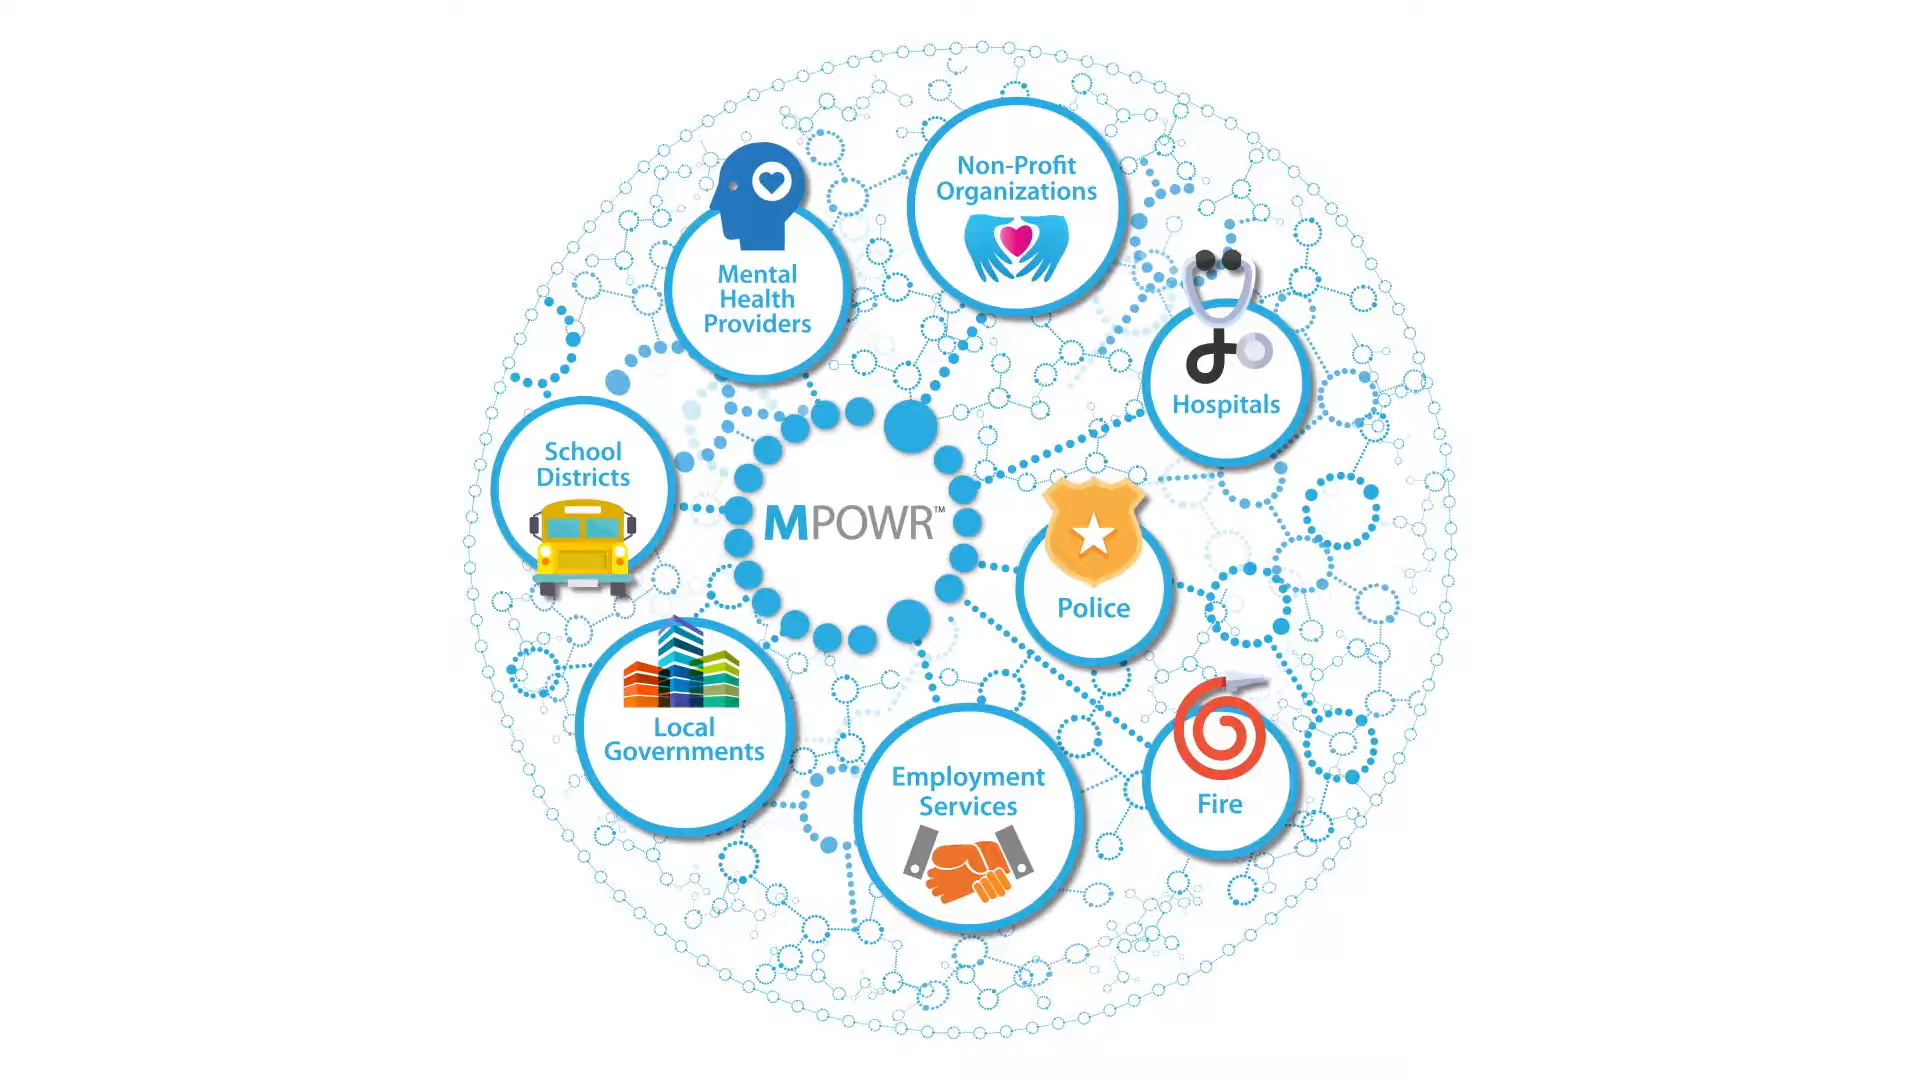 Non-Profit
Organizations
Mental
Health
Providers
Hospitals
School
Districts
MPOWR™
Police
Local
Governments
Employment
Services
Fire